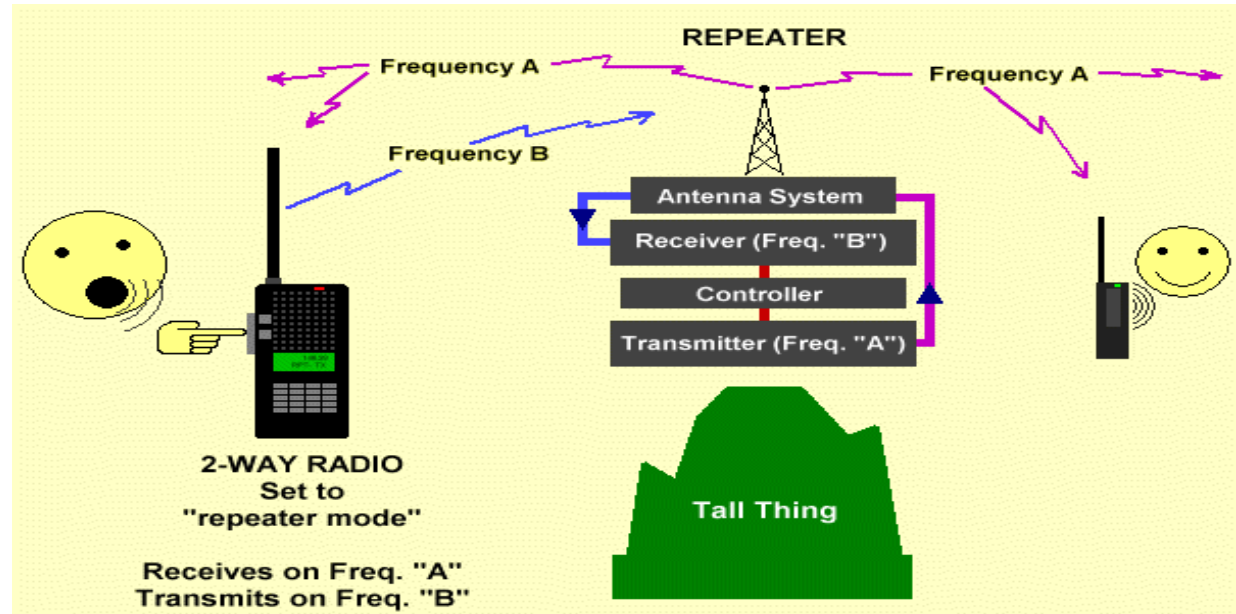 REPEATER
Frequency A
Frequency A
Frequency B
Antenna System
Receiver (Freq. "B")
Controller
Transmitter (Freq. "A")
2-WAY RADIO
Set to
"repeater mode"
Receives on Freq. "A"
Transmits on Freq. "B"
Tall Thing